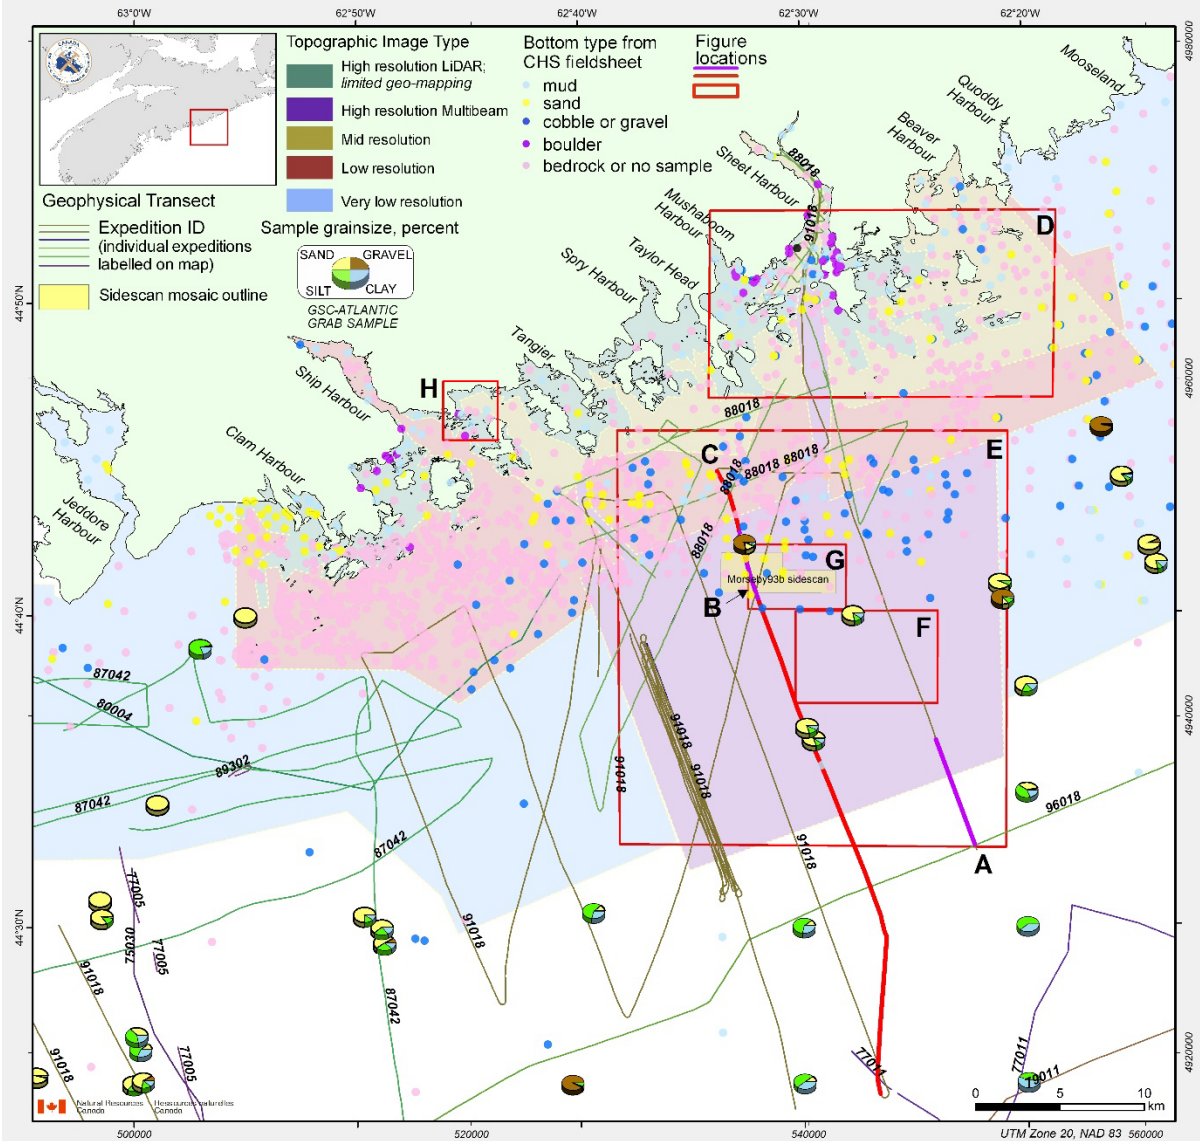 63°0'W
62°50'W
62°40'W
62°30'W
62°20'W
4980000
4960000
4940000
4920000
44°50'N
44°40'N
44°30'N
CANADA
Topographic Image Type
High resolution LiDAR;
limited geo-mapping
High resolution Multibeam
Mid resolution
Low resolution
Very low resolution
Bottom type from
CHS fieldsheet
mud
sand
cobble or gravel
boulder
bedrock or no sample
Figure
locations
Geophysical Transect
Expedition ID
(individual expeditions
labelled on map)
Sidescan mosaic outline
Sample grainsize, percent
SAND
GRAVEL
SILT
CLAY
GSC-ATLANTIC
GRAB SAMPLE
Mooseland
Quoddy
Harbour
Beaver
Harbour
Sheet Harbour
Mushaboom
Harbour
Taylor Head
Spry Harbour
Tangier
Ship Harbour
Clam Harbour
Jeddore
Harbour
88018
91018
D
H
88018
C
88018
88018
88018
88018
E
G
Morseby93b sidescan
B
F
87042
80004
89302
87042
87042
91018
91018
91018
91018
96018
A
91018
77005
75030
77005
91018
87042
91018
77005
77011
77011
79011
Natural Resources
Canada
Ressources naturelles
Canada
0
5
10
km
UTM Zone 20, NAD 83
500000
520000
540000
560000